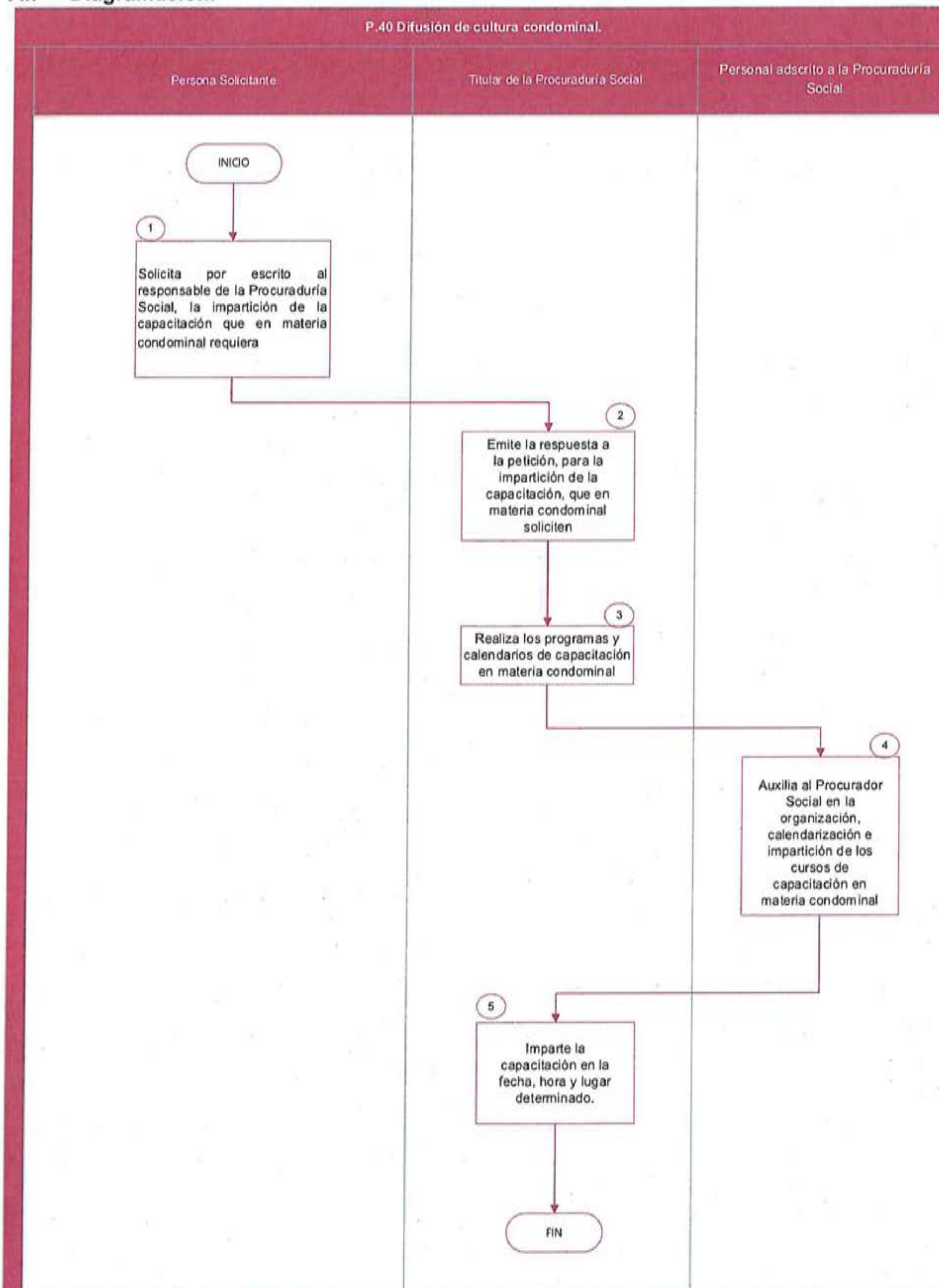 P.40 Difusión de cultura condominal.
Persona Solicitante
Titular de la Procuraduría Social
Personal adscrito a la Procuraduría
Social
INICIO
1
Solicita por escrito al
responsable de la Procuraduría
Social, la impartición de la
capacitación que en materia
condominal requiera
2
Emite la respuesta a
la petición, para la
impartición de la
capacitación, que en
materia condominal
soliciten
3
Realiza los programas y
calendarios de capacitación
en materia condominal
4
Auxilia al Procurador
Social en la
organización,
calendarización e
impartición de los
cursos de
capacitación en
materia condominal
5
Imparte la
capacitación en la
fecha, hora y lugar
determinado.
FIN